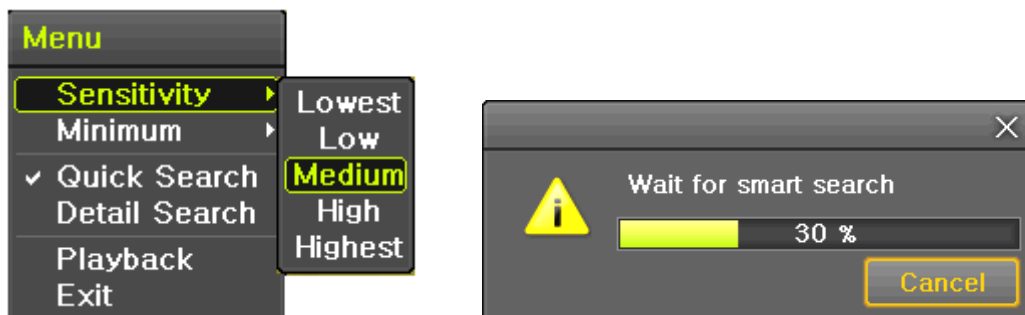 Menu
Sensitivity
Minimum
Quick Search
Detail Search
Playback
Exit
Lowest
Low
Medium
High
Highest
Wait for smart search
30 %
Cancel